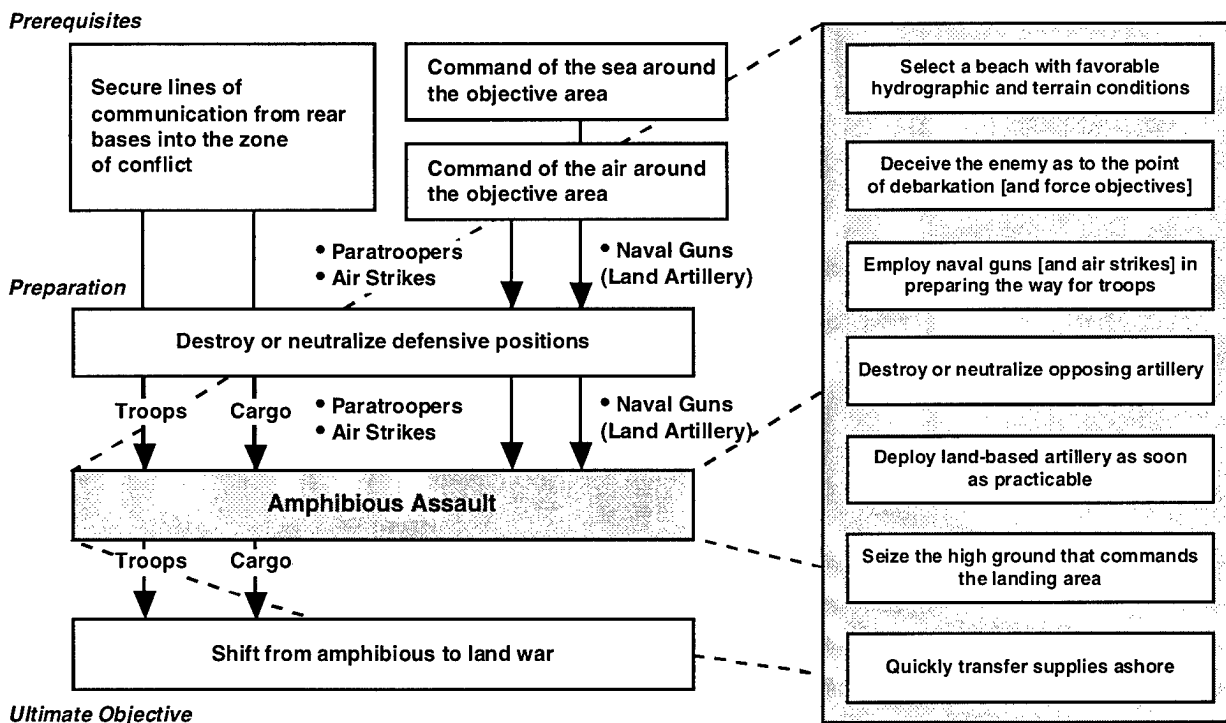 Prerequisites
Secure lines of
communication from rear
bases into the zone
of conflict
Command of the sea around
the objective area
Command of the air around
the objective area
• Paratroopers
• Air Strikes
• Naval Guns
(Land Artillery)
Preparation
Destroy or neutralize defensive positions
Troops
Cargo
• Paratroopers
• Air Strikes
• Naval Guns
(Land Artillery)
Amphibious Assault
Troops
Cargo
Shift from amphibious to land war
Ultimate Objective
Select a beach with favorable
hydrographic and terrain conditions
Deceive the enemy as to the point
of debarkation [and force objectives]
Employ naval guns [and air strikes] in
preparing the way for troops
Destroy or neutralize opposing artillery
Deploy land-based artillery as soon
as practicable
Seize the high ground that commands
the landing area
Quickly transfer supplies ashore